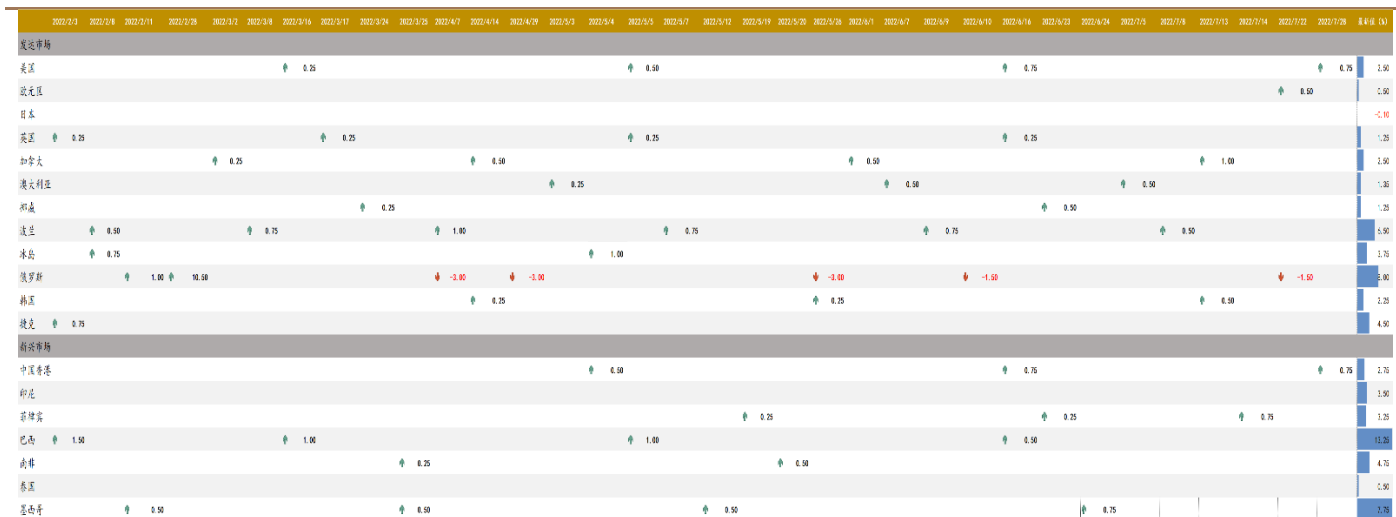 2022/2/3 2022/2/8 2022/2/11 2022/2/28 2022/3/2 2022/3/8 2022/3/16 2022/3/17 2022/3/24 2022/3/25 2022/4/7 2022/4/14 2022/4/29 2022/5/3 2022/5/4 2022/5/5 2022/5/7 2022/5/12 2022/5/19 2022/5/20 2022/5/26 2022/6/1 2022/6/7 2022/6/9 2022/6/10 2022/6/16 2022/6/23 2022/6/24 2022/7/5 2022/7/8 2022/7/13 2022/7/14 2022/7/22 2022/7/28 最新值 (%)
发达市场
美国 0.25 0.50 0.75 0.75 2.50
欧元区 0.50 0.50
日本 -0.10
英国 0.25 0.25 0.25 0.25 1.25
加拿大 0.25 0.50 0.50 1.00 2.50
澳大利亚 0.25 0.50 0.50 1.35
挪威 0.25 0.50 1.25
波兰 0.50 0.75 1.00 0.75 0.75 0.50 6.50
冰岛 0.75 1.00 3.75
俄罗斯 1.00 10.50 -3.00 -3.00 -3.00 -1.50 -1.50 8.00
韩国 0.25 0.25 0.50 2.25
捷克 0.75 4.50
新兴市场
中国香港 0.50 0.75 0.75 2.75
印尼 3.50
菲律宾 0.25 0.25 0.75 3.25
巴西 1.50 1.00 1.00 0.50 13.25
南非 0.25 0.50 4.75
泰国 0.50
墨西哥 0.50 0.50 0.50 0.75 7.75